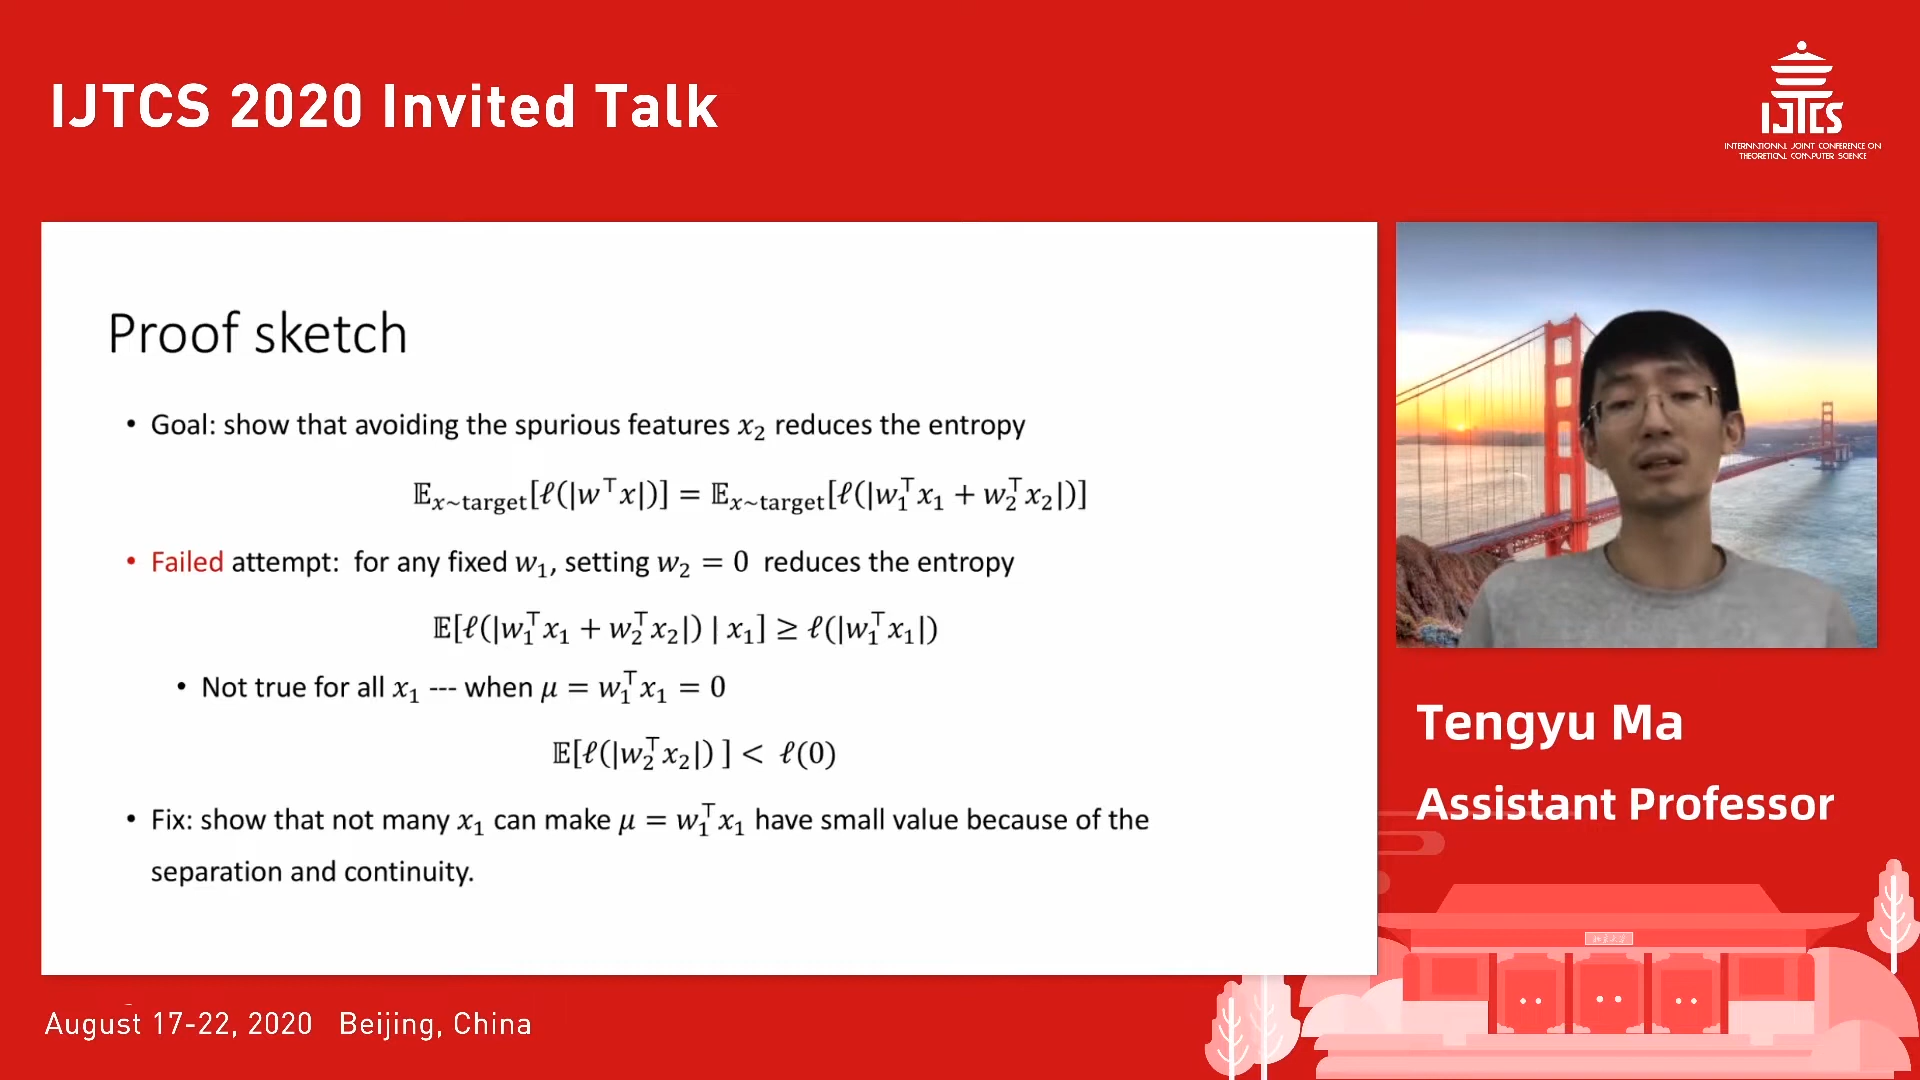 IJTCS 2020 Invited Talk
IJTCS
INTERNATIONAL JOINT CONFERENCE ON
THEORETICAL COMPUTER SCIENCE
Proof sketch
• Goal: show that avoiding the spurious features x₂ reduces the entropy
𝔼ₓ~target[ℓ(|w⊤x|)] = 𝔼ₓ~target[ℓ(|w₁⊤x₁ + w₂⊤x₂|)]
• Failed attempt: for any fixed w₁, setting w₂ = 0 reduces the entropy
𝔼[ℓ(|w₁⊤x₁ + w₂⊤x₂|) | x₁] ≥ ℓ(|w₁⊤x₁|)
• Not true for all x₁ --- when μ = w₁⊤x₁ = 0
𝔼[ℓ(|w₂⊤x₂|) ] < ℓ(0)
• Fix: show that not many x₁ can make μ = w₁⊤x₁ have small value because of the
separation and continuity.
Tengyu Ma
Assistant Professor
August 17-22, 2020 Beijing, China